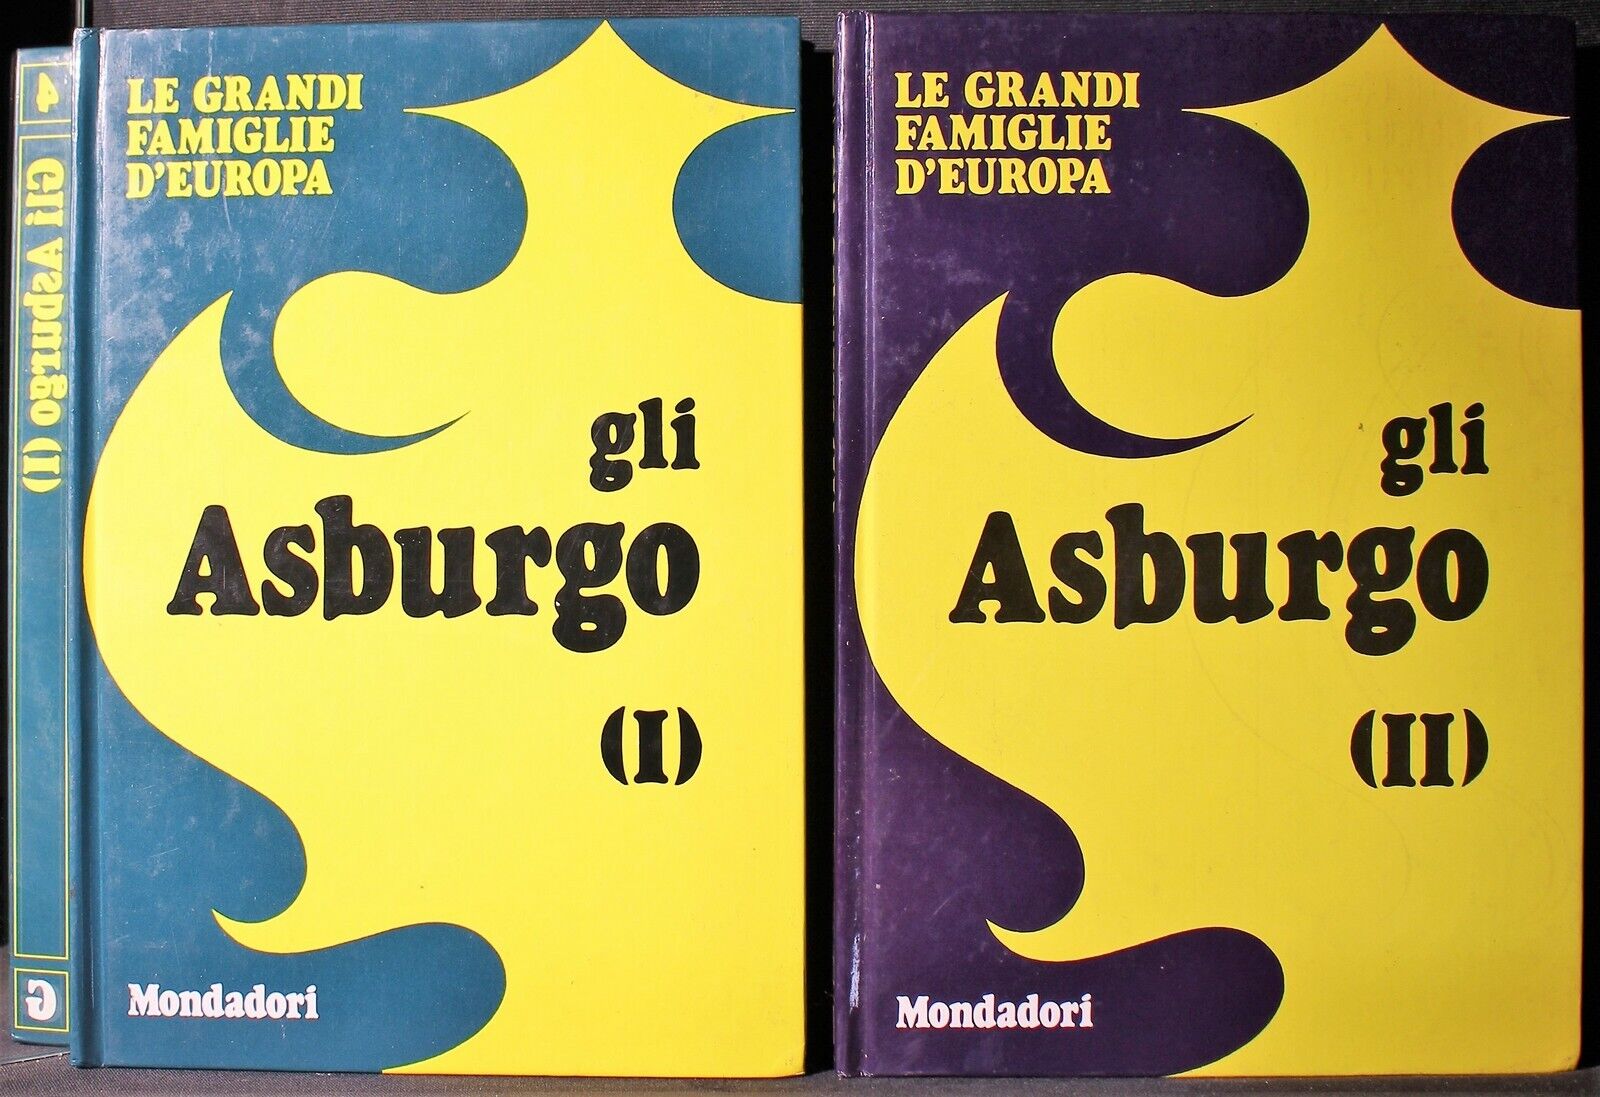 4
Gli Asburgo (I)
G
LE GRANDI
FAMIGLIE
D'EUROPA
gli
Asburgo
(I)
Mondadori
LE GRANDI
FAMIGLIE
D'EUROPA
gli
Asburgo
(II)
Mondadori